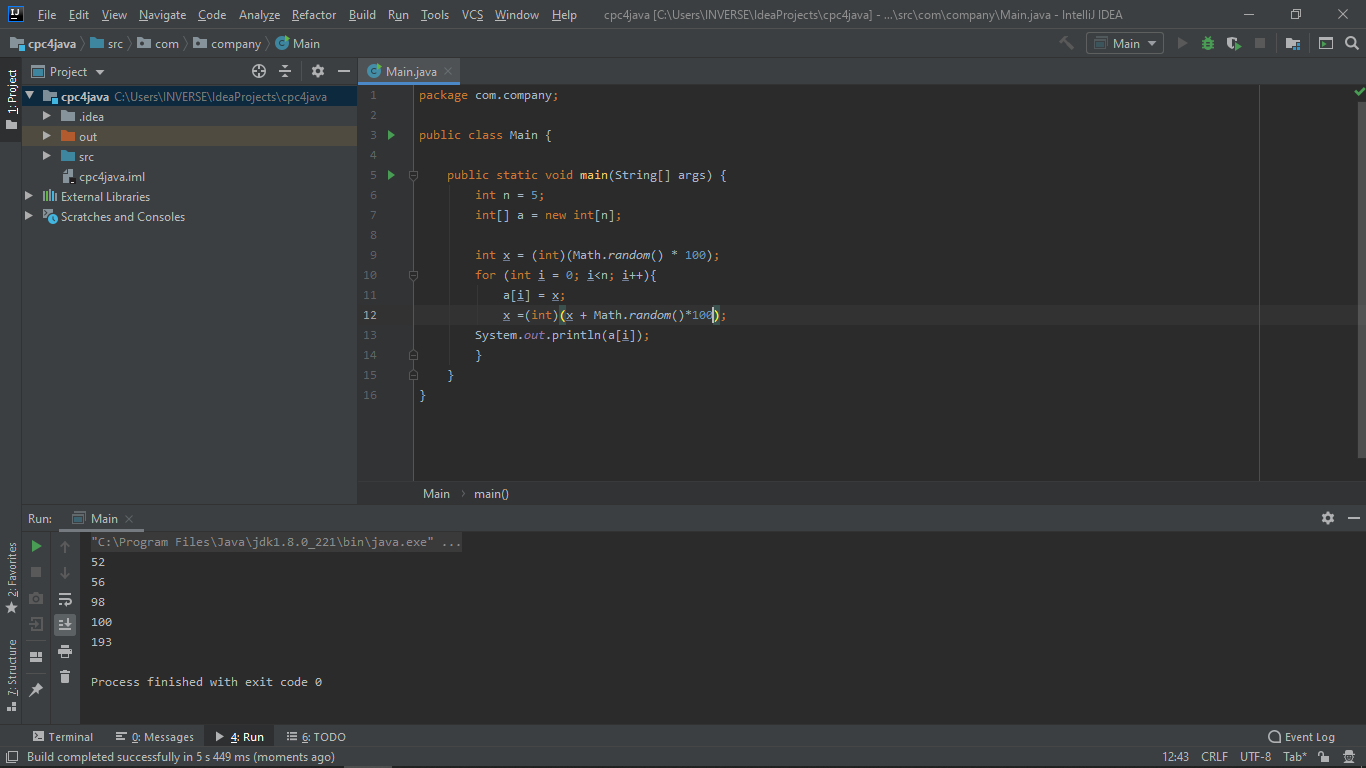 File Edit View Navigate Code Analyze Refactor Build Run Tools VCS Window Help cpc4java [C:\Users\INVERSE\IdeaProjects\cpc4java] - ...\src\com\company\Main.java - IntelliJ IDEA
cpc4java src com company Main Main
1: Project
Project
Main.java
cpc4java C:\Users\INVERSE\IdeaProjects\cpc4java
.idea
out
src
cpc4java.iml
External Libraries
Scratches and Consoles
1 package com.company;
2
3 public class Main {
4
5 public static void main(String[] args) {
6 int n = 5;
7 int[] a = new int[n];
8
9 int x = (int)(Math.random() * 100);
10 for (int i = 0; i<n; i++){
11 a[i] = x;
12 x =(int)(x + Math.random()*100);
13 System.out.println(a[i]);
14 }
15 }
16 }
Main main()
Run: Main
"C:\Program Files\Java\jdk1.8.0_221\bin\java.exe" ...
52
56
98
100
193
Process finished with exit code 0
2: Favorites
7: Structure
Terminal 0: Messages 4: Run 6: TODO Event Log
Build completed successfully in 5 s 449 ms (moments ago) 12:43 CRLF UTF-8 Tab*